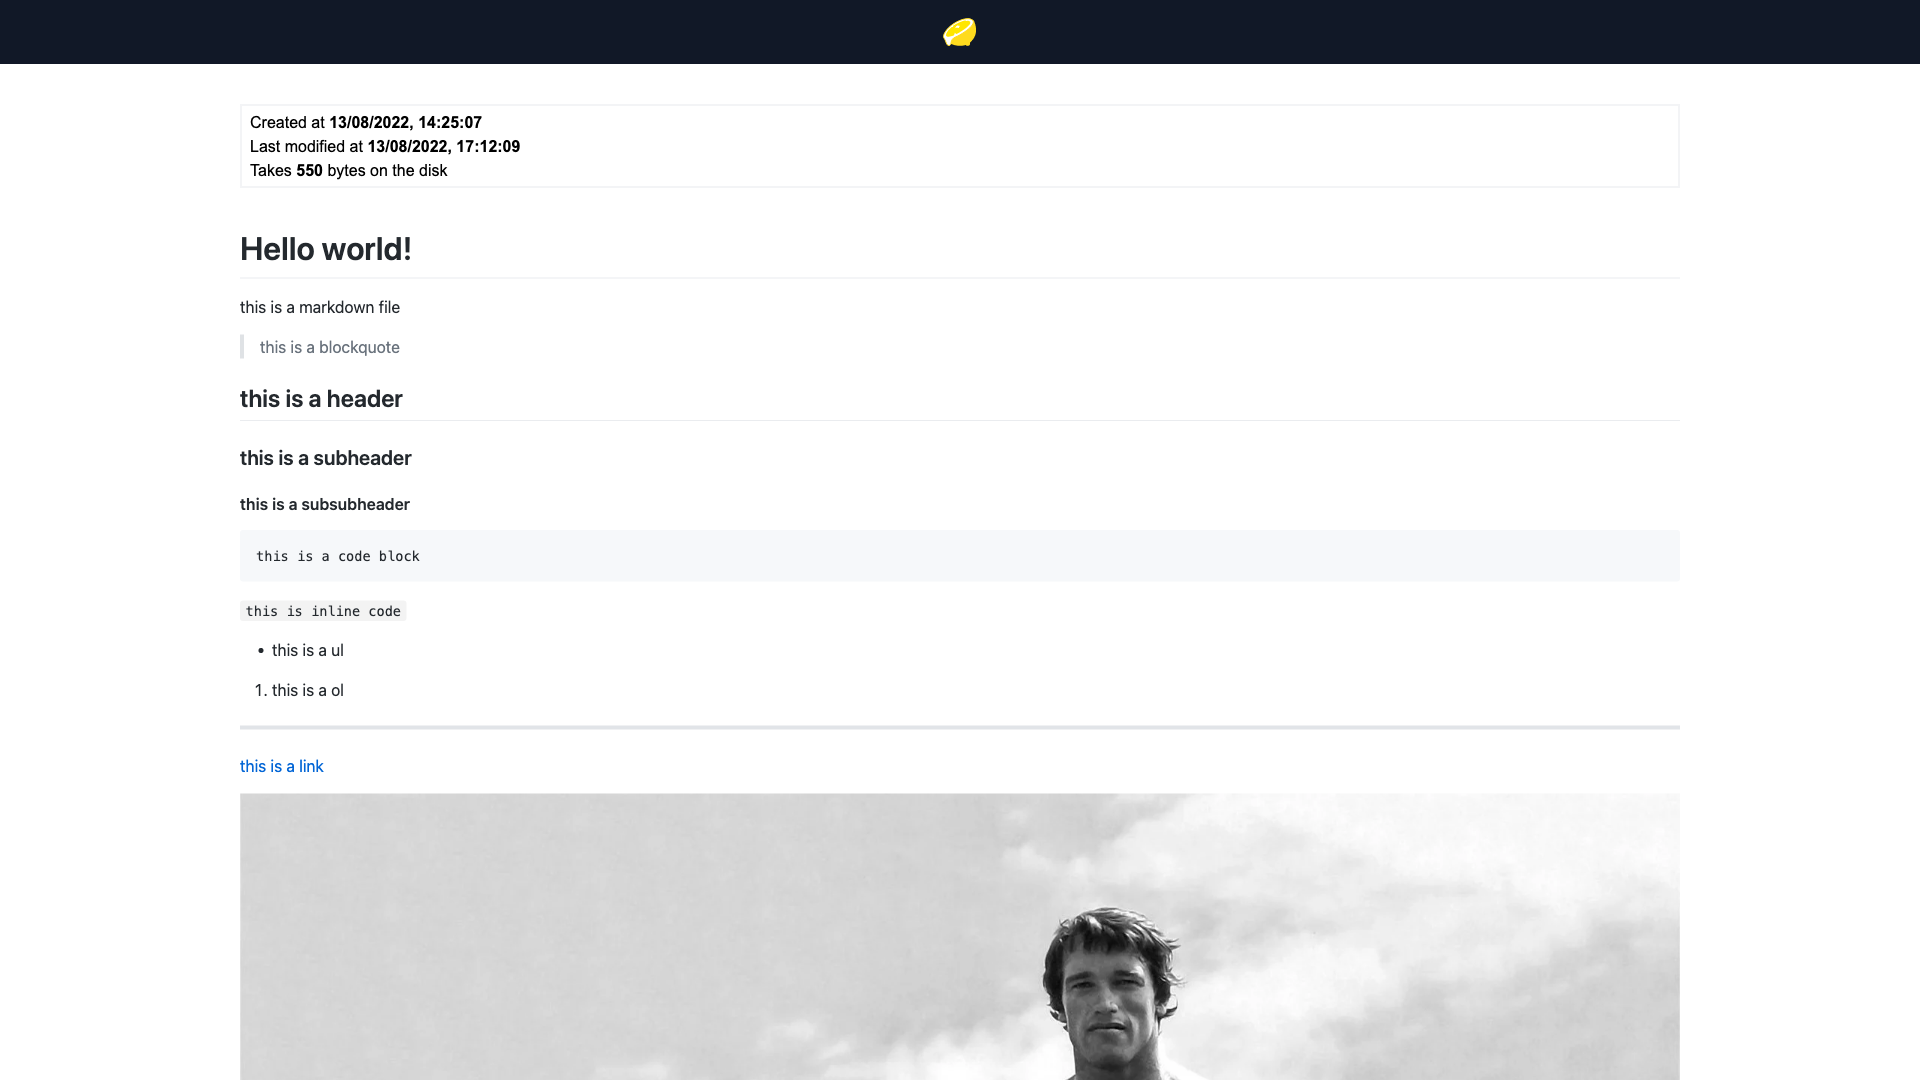 Created at 13/08/2022, 14:25:07
Last modified at 13/08/2022, 17:12:09
Takes 550 bytes on the disk
Hello world!
this is a markdown file
this is a blockquote
this is a header
this is a subheader
this is a subsubheader
this is a code block
this is inline code
• this is a ul
1. this is a ol
this is a link